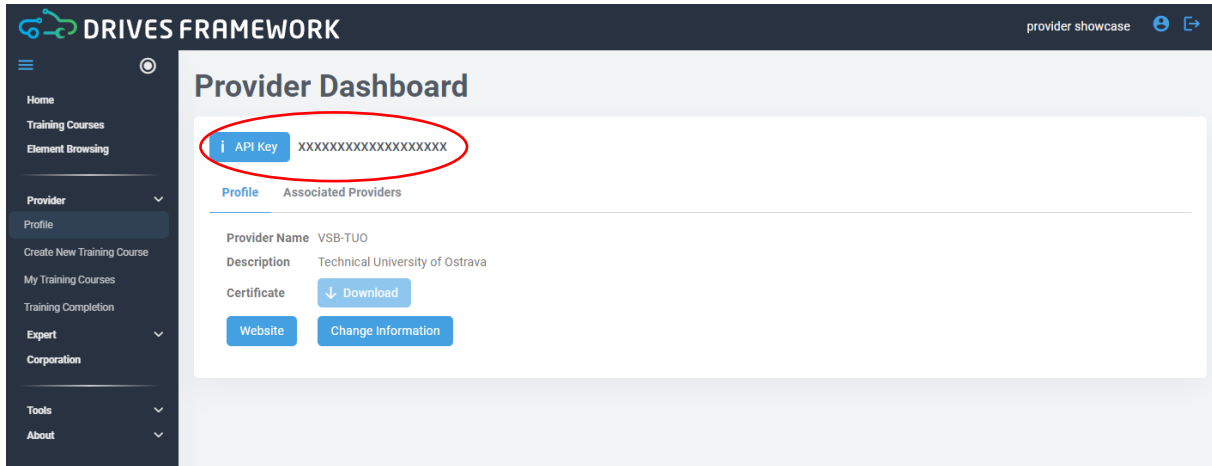 DRIVES FRAMEWORK
provider showcase
Home
Training Courses
Element Browsing
Provider
Profile
Create New Training Course
My Training Courses
Training Completion
Expert
Corporation
Tools
About
Provider Dashboard
i API Key XXXXXXXXXXXXXXXXXXX
Profile Associated Providers
Provider Name VSB-TUO
Description Technical University of Ostrava
Certificate Download
Website Change Information